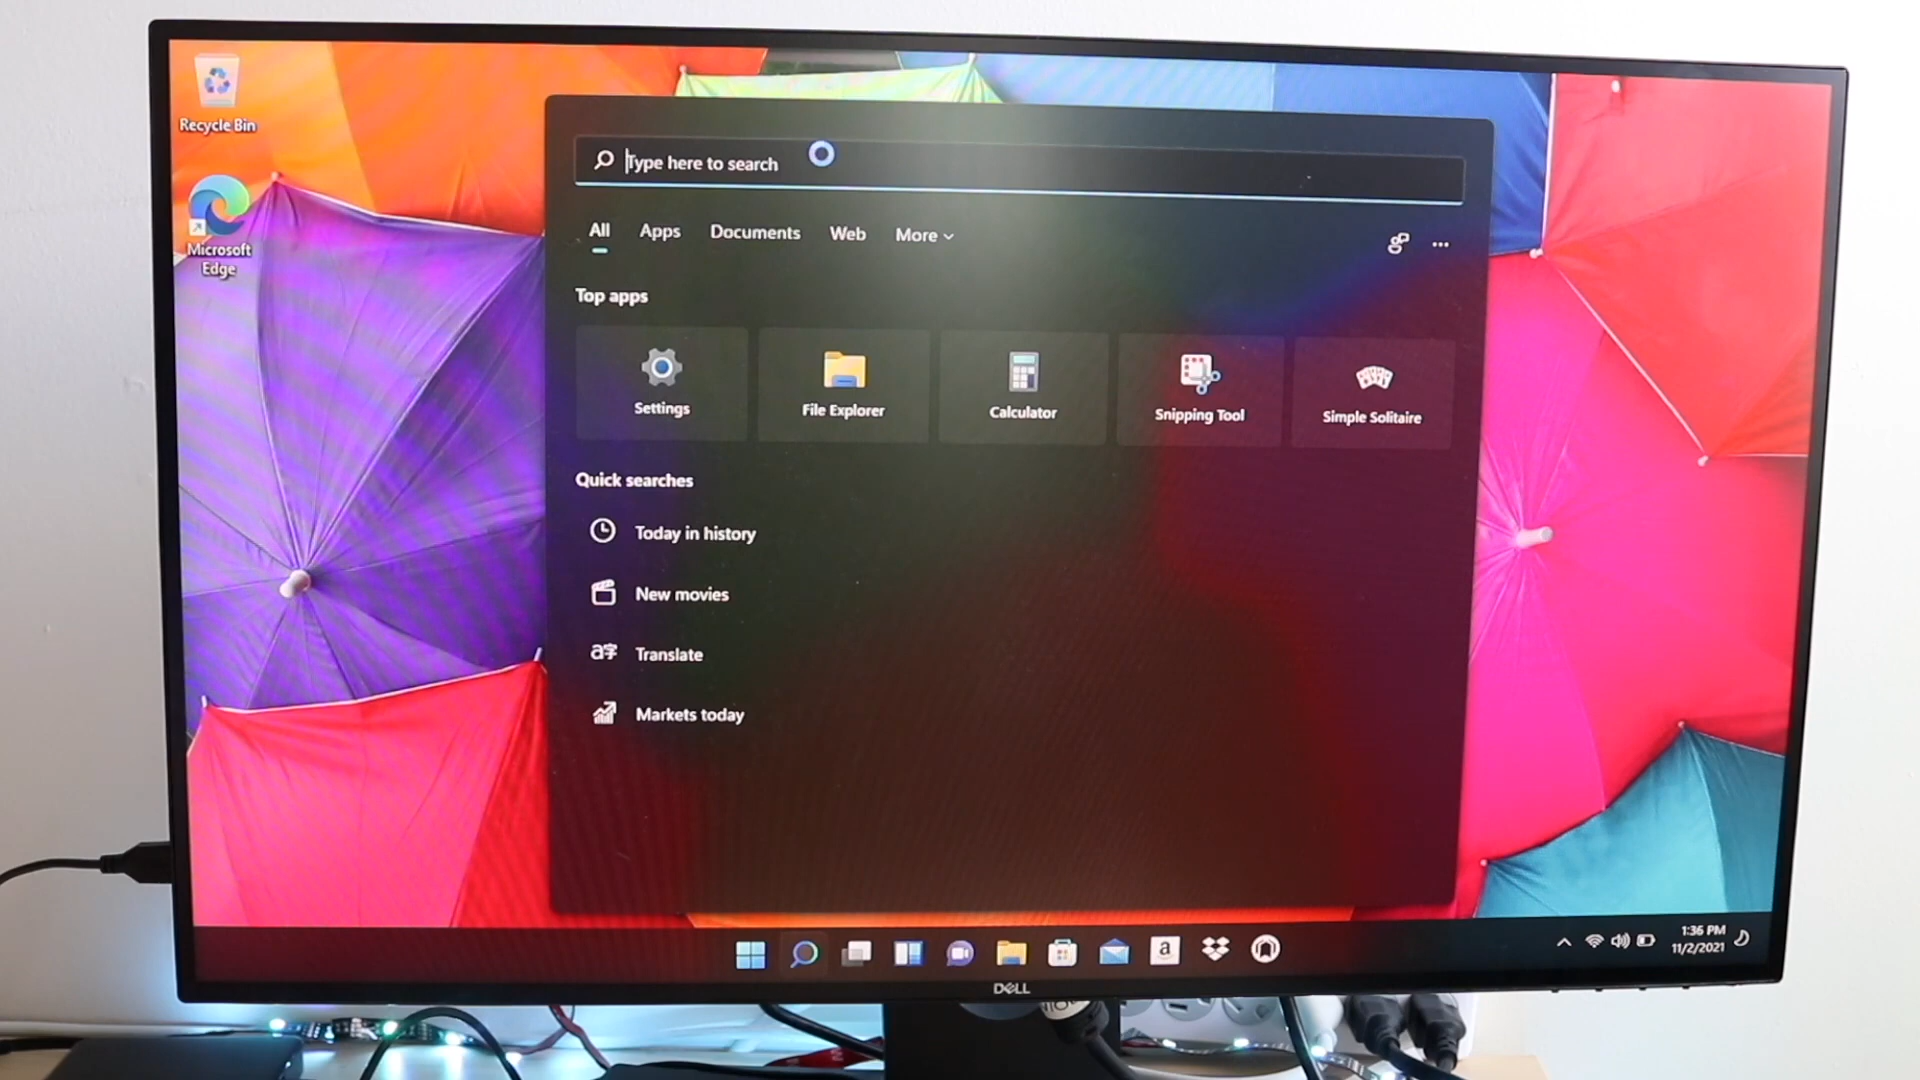 Recycle Bin
Microsoft
Edge
Type here to search
All Apps Documents Web More
Top apps
Settings File Explorer Calculator Snipping Tool Simple Solitaire
Quick searches
Today in history
New movies
a字 Translate
Markets today
a
1:36 PM
11/2/2021
DELL